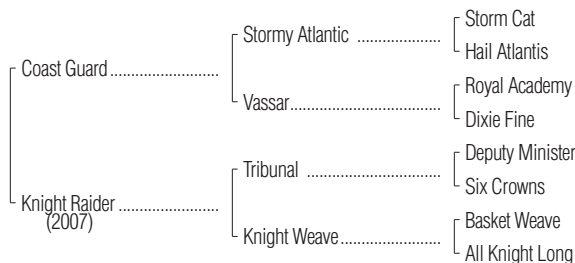 Storm Cat
Stormy Atlantic ....................
Hail Atlantis
Coast Guard..........................
Royal Academy
Vassar.....................................
Dixie Fine
Deputy Minister
Tribunal .................................
Six Crowns
Knight Raider ........................
(2007)
Basket Weave
Knight Weave........................
All Knight Long